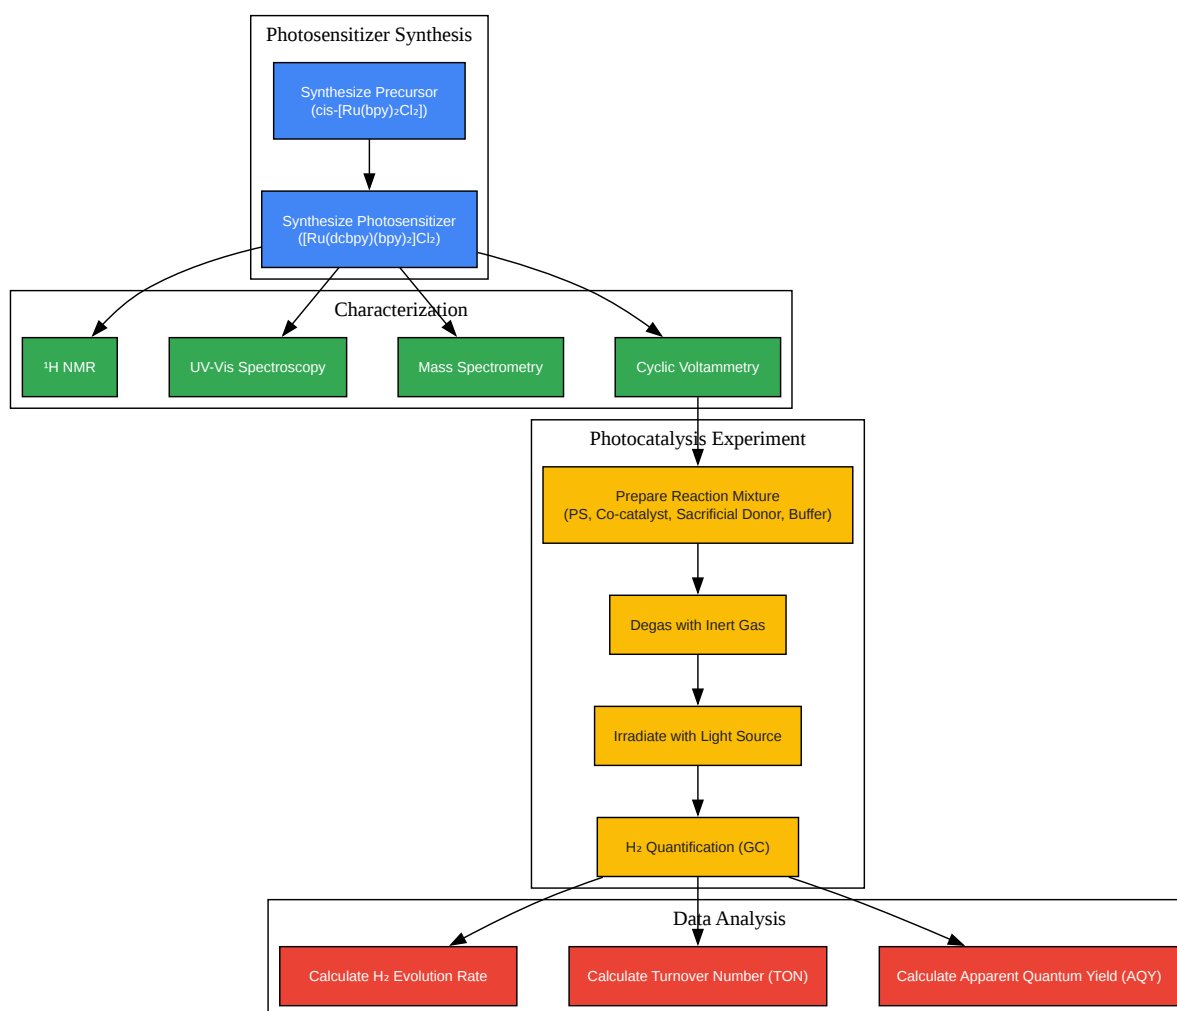 Photosensitizer Synthesis
Synthesize Precursor
(cis-[Ru(bpy)₂Cl₂])
Synthesize Photosensitizer
([Ru(dcbpy)(bpy)₂]Cl₂)
Characterization
¹H NMR
UV-Vis Spectroscopy
Mass Spectrometry
Cyclic Voltammetry
Photocatalysis Experiment
Prepare Reaction Mixture
(PS, Co-catalyst, Sacrificial Donor, Buffer)
Degas with Inert Gas
Irradiate with Light Source
H₂ Quantification (GC)
Data Analysis
Calculate H₂ Evolution Rate
Calculate Turnover Number (TON)
Calculate Apparent Quantum Yield (AQY)